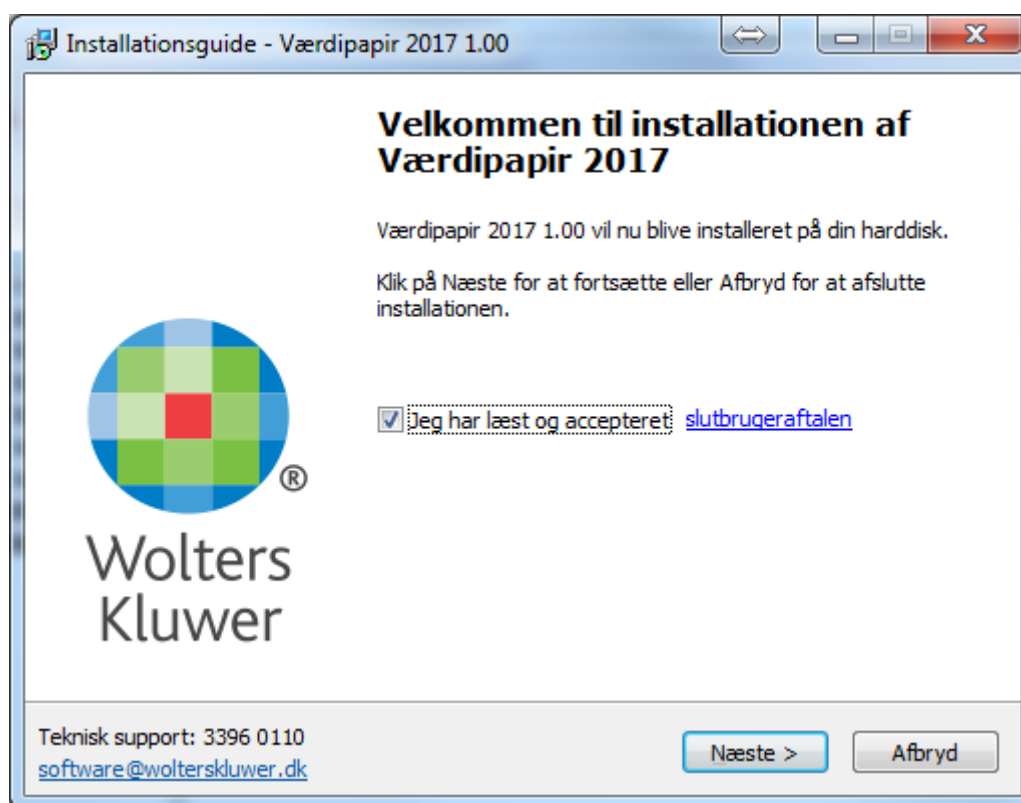 Installationsguide - Værdipapir 2017 1.00
Velkommen til installationen af
Værdipapir 2017
Værdipapir 2017 1.00 vil nu blive installeret på din harddisk.
Klik på Næste for at fortsætte eller Afbryd for at afslutte
installationen.
Jeg har læst og accepteret slutbrugeraftalen
®
Wolters
Kluwer
Teknisk support: 3396 0110
software@wolterskluwer.dk
Næste > Afbryd